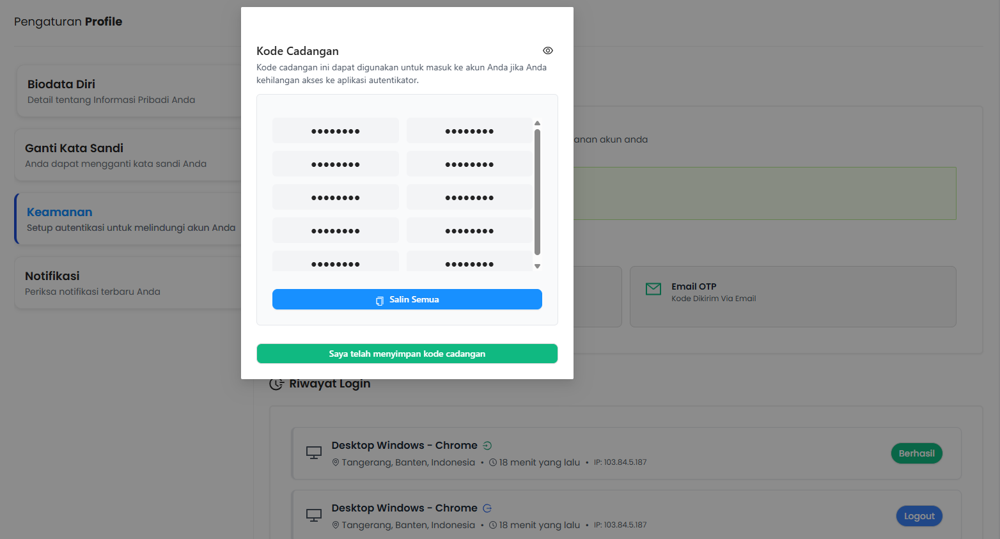 Pengaturan Profile
Biodata Diri
Detail tentang Informasi Pribadi Anda
Ganti Kata Sandi
Anda dapat mengganti kata sandi Anda
Keamanan
Setup autentikasi untuk melindungi akun Anda
Notifikasi
Periksa notifikasi terbaru Anda
Kode Cadangan
Kode cadangan ini dapat digunakan untuk masuk ke akun Anda jika Anda
kehilangan akses ke aplikasi autentikator.
•••••••• ••••••••
•••••••• ••••••••
•••••••• ••••••••
•••••••• ••••••••
•••••••• ••••••••
Salin Semua
Saya telah menyimpan kode cadangan
akun anda
Email OTP
Kode Dikirim Via Email
Riwayat Login
Desktop Windows - Chrome
Tangerang, Banten, Indonesia • 18 menit yang lalu • IP: 103.84.5.187
Berhasil
Desktop Windows - Chrome
Tangerang, Banten, Indonesia • 18 menit yang lalu • IP: 103.84.5.187
Logout